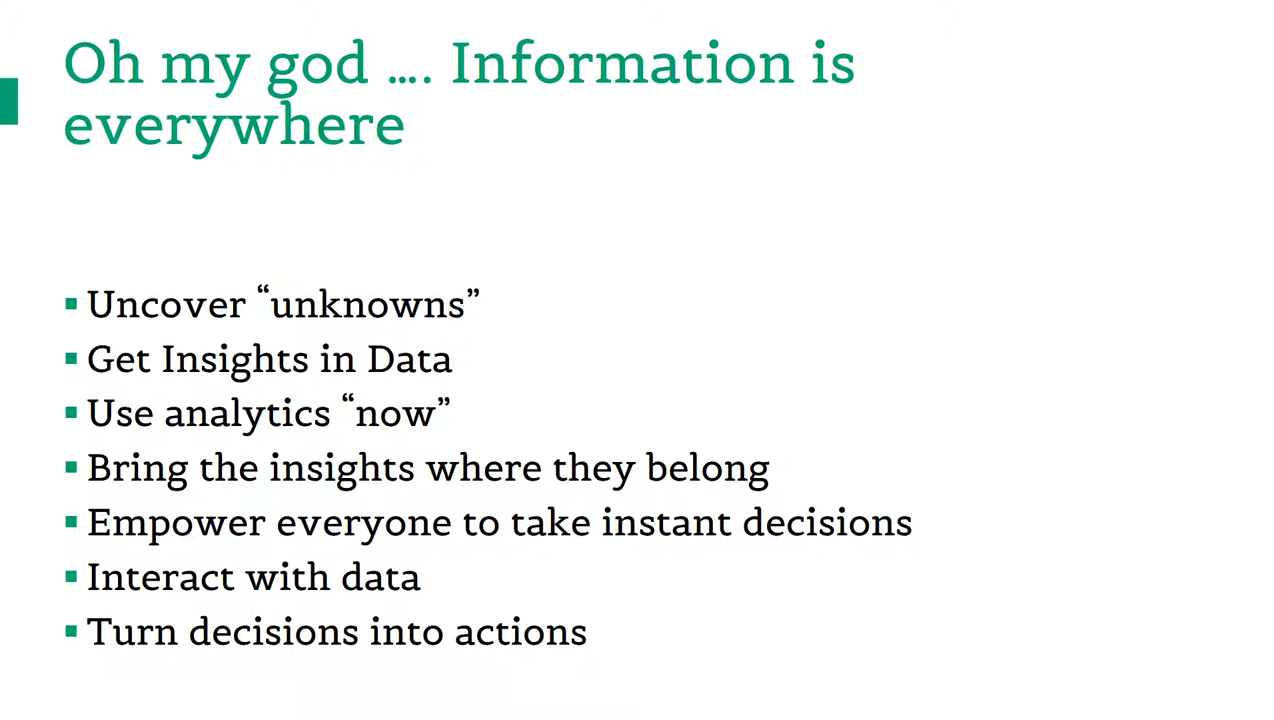 Oh my god …. Information is
everywhere
▪ Uncover “unknowns”
▪ Get Insights in Data
▪ Use analytics “now”
▪ Bring the insights where they belong
▪ Empower everyone to take instant decisions
▪ Interact with data
▪ Turn decisions into actions